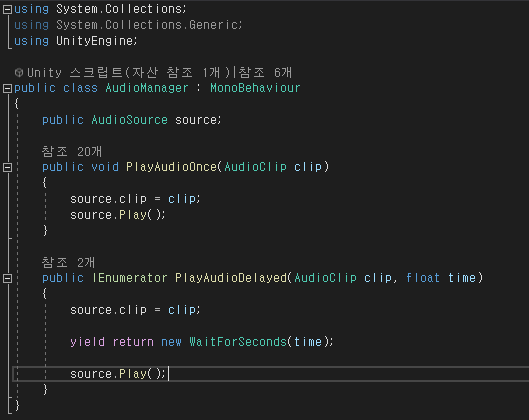 using System.Collections;
using System.Collections.Generic;
using UnityEngine;
Unity 스크립트(자산 참조 1개)|참조 6개
public class AudioManager : MonoBehaviour
{
public AudioSource source;
참조 20개
public void PlayAudioOnce(AudioClip clip)
{
source.clip = clip;
source.Play();
}
참조 2개
public IEnumerator PlayAudioDelayed(AudioClip clip, float time)
{
source.clip = clip;
yield return new WaitForSeconds(time);
source.Play();
}
}